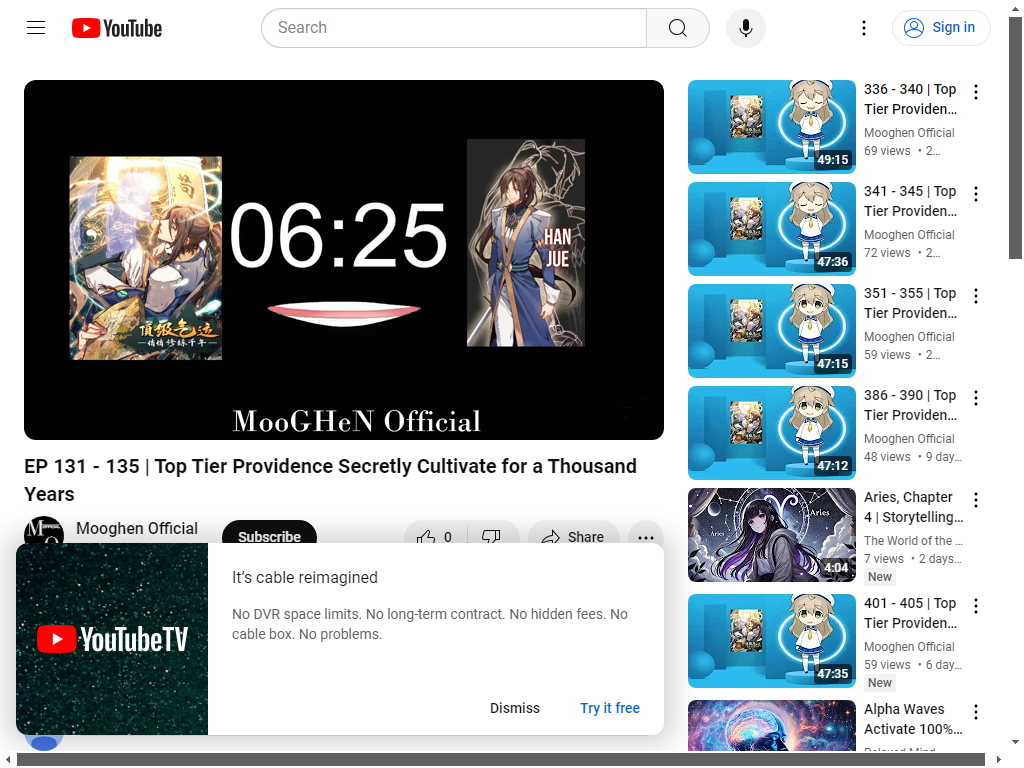 YouTube
Search
Sign in
荀
頂級气运
—悄悄修练千年—
06:25
HAN
JUE
MooGHeN Official
EP 131 - 135 | Top Tier Providence Secretly Cultivate for a Thousand
Years
Mooghen Official
Subscribe
0
Share
YouTubeTV
It’s cable reimagined
No DVR space limits. No long-term contract. No hidden fees. No
cable box. No problems.
Dismiss
Try it free
49:15
336 - 340 | Top
Tier Providen…
Mooghen Official
69 views • 2…
47:36
341 - 345 | Top
Tier Providen…
Mooghen Official
72 views • 2…
47:15
351 - 355 | Top
Tier Providen…
Mooghen Official
59 views • 2…
47:12
386 - 390 | Top
Tier Providen…
Mooghen Official
48 views • 9 day…
Aries
Aries
4:04
Aries, Chapter
4 | Storytelling…
The World of the …
7 views • 2 days…
New
47:35
401 - 405 | Top
Tier Providen…
Mooghen Official
59 views • 6 day…
New
Alpha Waves
Activate 100%…